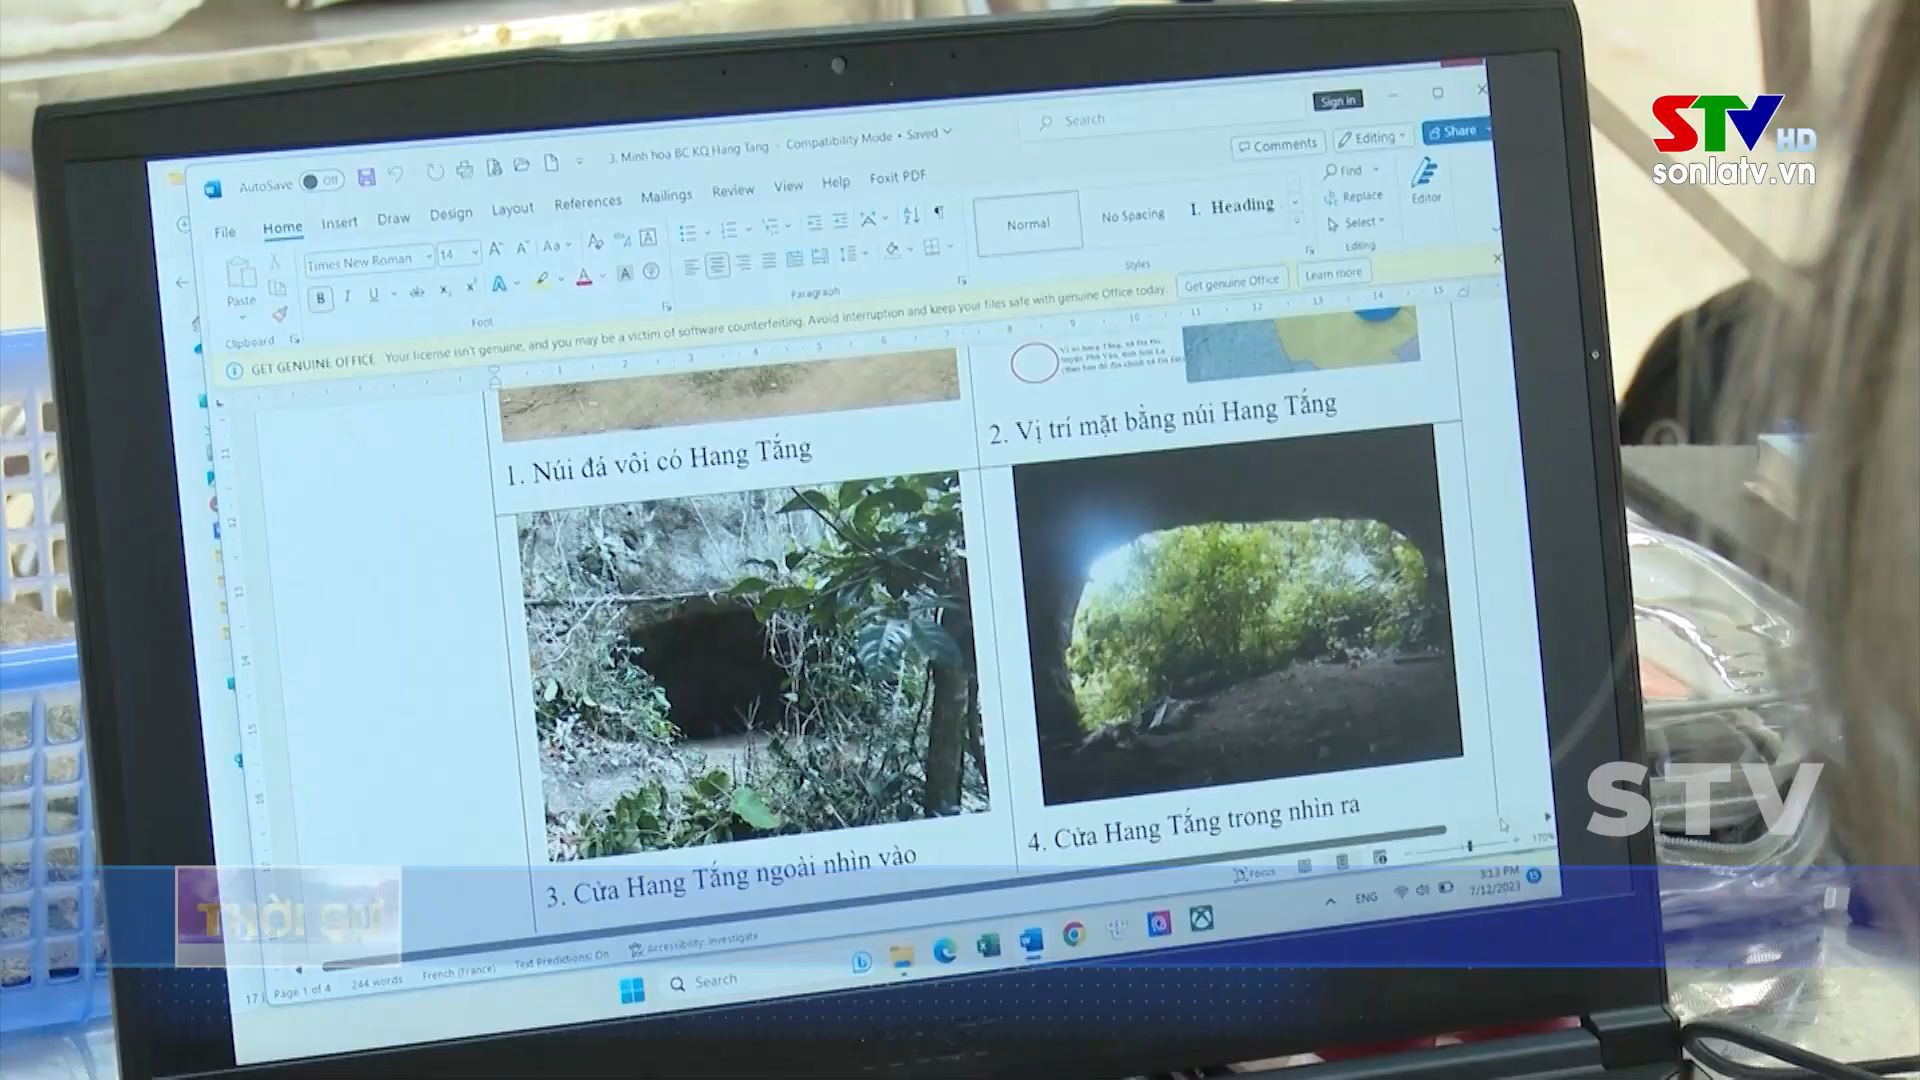 STV HD
sonlatv.vn
Sign in
Search
3. Minh hoa BC KQ Hang Tang - Compatibility Mode • Saved
AutoSave Off
Comments Editing Share
File Home Insert Draw Design Layout References Mailings Review View Help Foxit PDF
Find
Replace
Select
Editing
Editor
Paste
Clipboard
Times New Roman 14
Font
Paragraph
Normal
No Spacing
I. Heading
Styles
GET GENUINE OFFICE Your license isn't genuine, and you may be a victim of software counterfeiting. Avoid interruption and keep your files safe with genuine Office today. Get genuine Office Learn more
1. Núi đá vôi có Hang Tắng
2. Vị trí mặt bằng núi Hang Tắng
3. Cửa Hang Tắng ngoài nhìn vào
4. Cửa Hang Tắng trong nhìn ra
STV
THỜI SỰ
Page 1 of 4 244 words French (France) Text Predictions: On Accessibility: Investigate
Focus
170%
Search
ENG
3:13 PM
7/12/2023